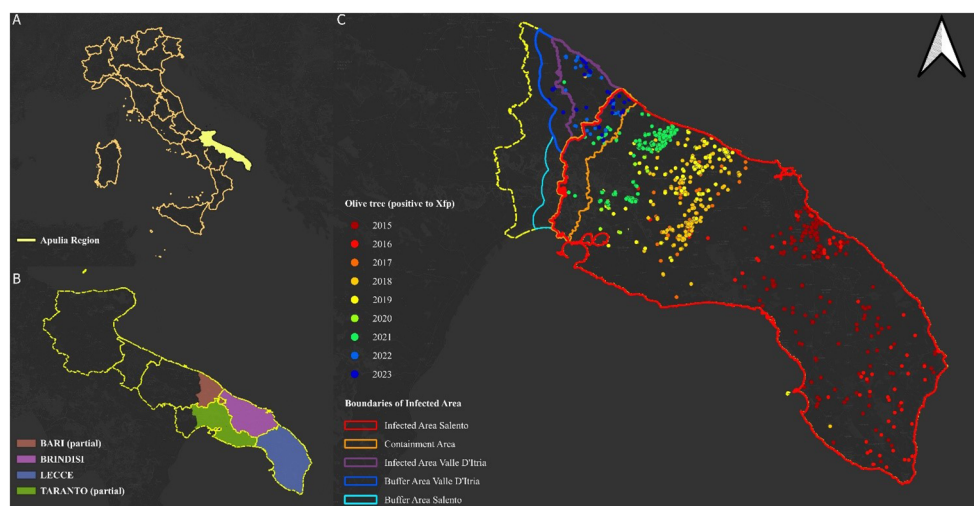 A
Apulia Region
B
BARI (partial)
BRINDISI
LECCE
TARANTO (partial)
C
Olive tree (positive to Xfp)
2015
2016
2017
2018
2019
2020
2021
2022
2023
Boundaries of Infected Area
Infected Area Salento
Containment Area
Infected Area Valle D'Itria
Buffer Area Valle D'Itria
Buffer Area Salento